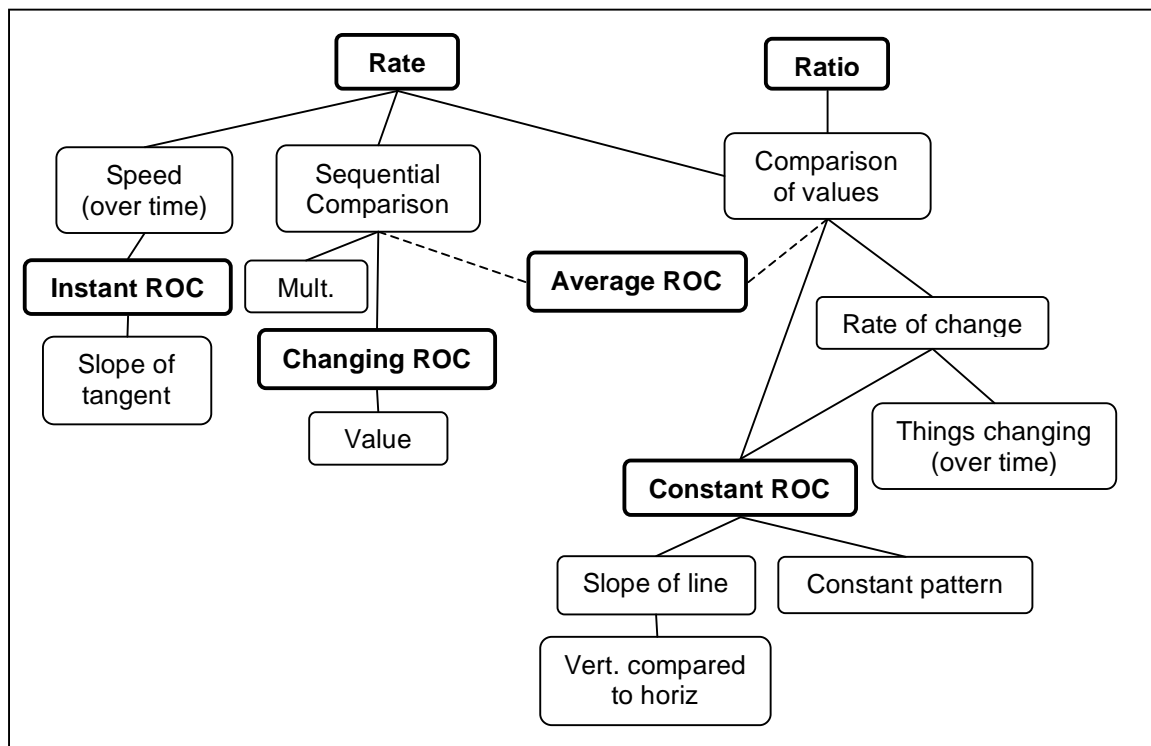 Rate
Ratio
Speed
(over time)
Sequential
Comparison
Comparison
of values
Instant ROC
Mult.
Average ROC
Rate of change
Slope of
tangent
Changing ROC
Value
Things changing
(over time)
Constant ROC
Slope of line
Constant pattern
Vert. compared
to horiz